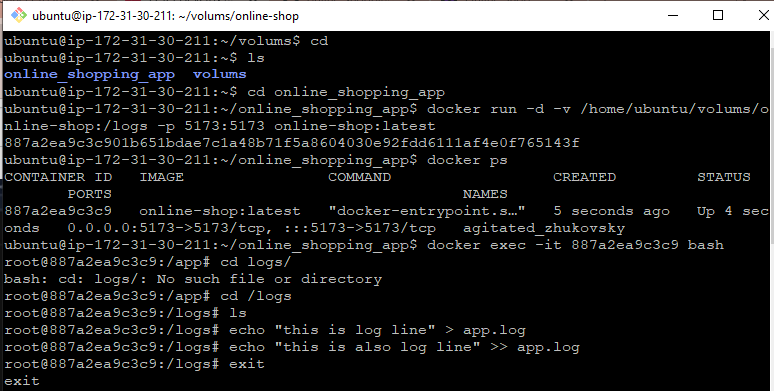 ubuntu@ip-172-31-30-211: ~/volums/online-shop
ubuntu@ip-172-31-30-211:~/volums$ cd
ubuntu@ip-172-31-30-211:~$ ls
online_shopping_app  volums
ubuntu@ip-172-31-30-211:~$ cd online_shopping_app
ubuntu@ip-172-31-30-211:~/online_shopping_app$ docker run -d -v /home/ubuntu/volums/o
nline-shop:/logs -p 5173:5173 online-shop:latest
887a2ea9c3c901b651bdae7c1a48b71f5a8604030e92fdd6111af4e0f765143f
ubuntu@ip-172-31-30-211:~/online_shopping_app$ docker ps
CONTAINER ID   IMAGE                COMMAND                  CREATED         STATUS
       PORTS                                       NAMES
887a2ea9c3c9   online-shop:latest   "docker-entrypoint.s…"   5 seconds ago   Up 4 sec
onds   0.0.0.0:5173->5173/tcp, :::5173->5173/tcp   agitated_zhukovsky
ubuntu@ip-172-31-30-211:~/online_shopping_app$ docker exec -it 887a2ea9c3c9 bash
root@887a2ea9c3c9:/app# cd logs/
bash: cd: logs/: No such file or directory
root@887a2ea9c3c9:/app# cd /logs
root@887a2ea9c3c9:/logs# ls
root@887a2ea9c3c9:/logs# echo "this is log line" > app.log
root@887a2ea9c3c9:/logs# echo "this is also log line" >> app.log
root@887a2ea9c3c9:/logs# exit
exit